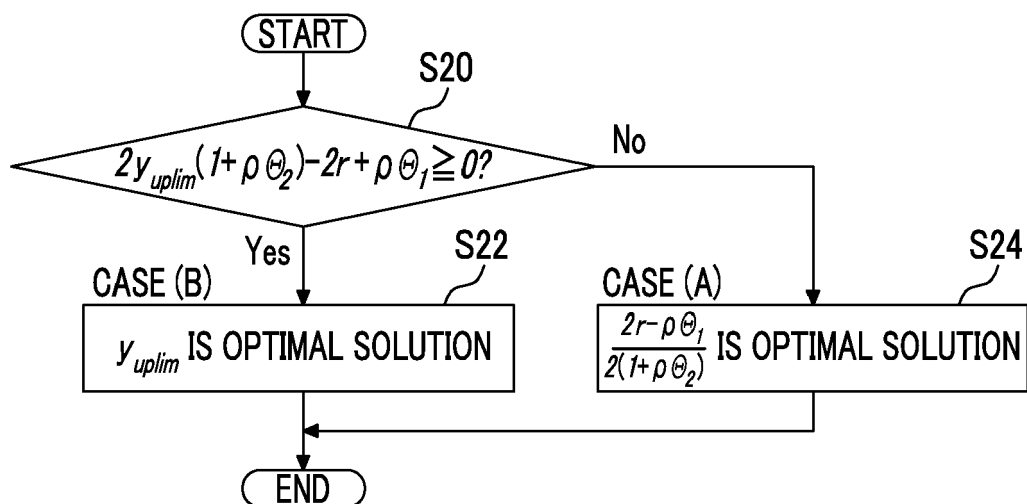 START
S20
2y_uplim(1+ρΘ_2)-2r+ρΘ_1≧0?
No
Yes
S22
S24
CASE (B)
CASE (A)
y_uplim IS OPTIMAL SOLUTION
2r-ρΘ_1
2(1+ρΘ_2)
IS OPTIMAL SOLUTION
END